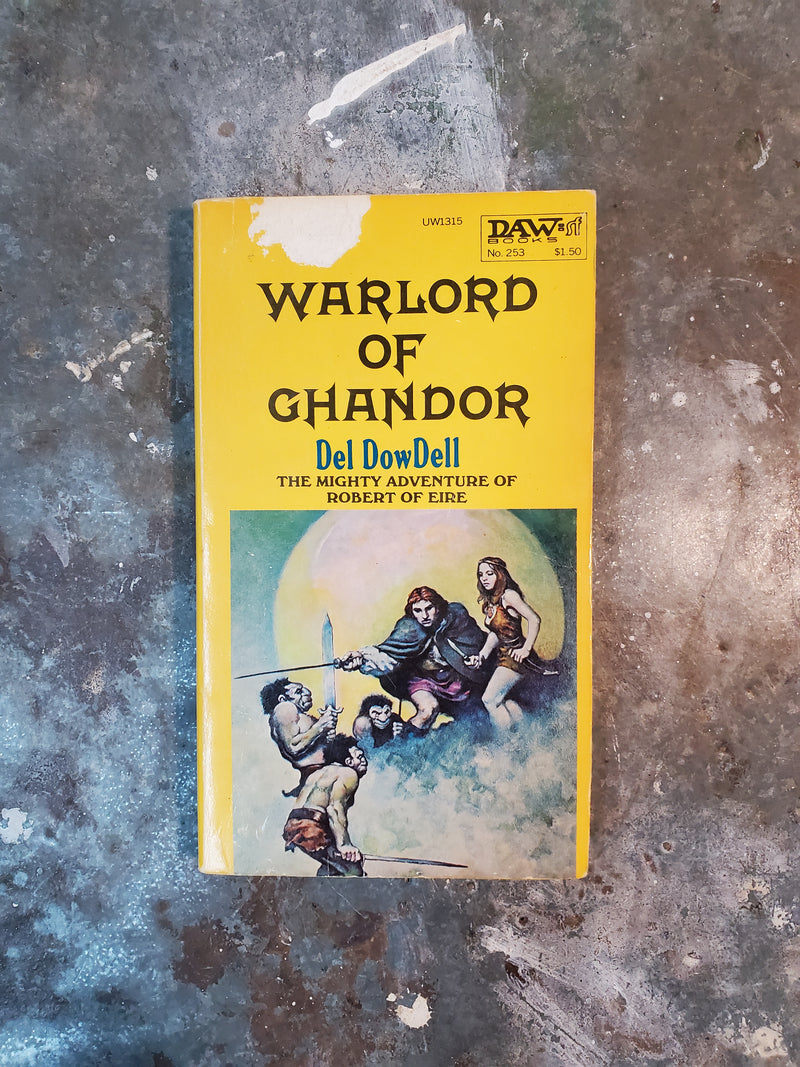 UW1315
DAW
BOOKS
No. 253 $1.50
WARLORD
OF
GHANDOR
Del DowDell
THE MIGHTY ADVENTURE OF
ROBERT OF EIRE